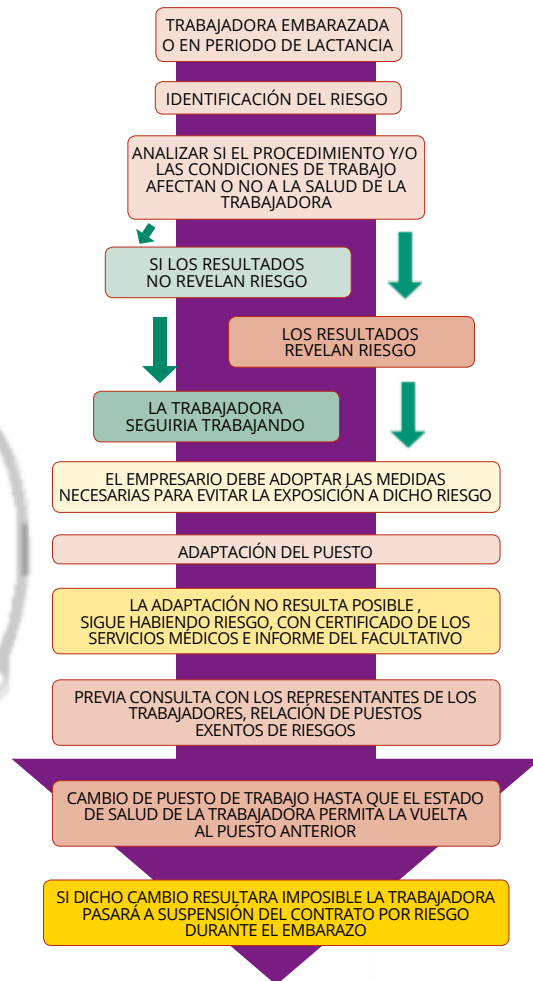 TRABAJADORA EMBARAZADA
O EN PERIODO DE LACTANCIA
IDENTIFICACIÓN DEL RIESGO
ANALIZAR SI EL PROCEDIMIENTO Y/O
LAS CONDICIONES DE TRABAJO
AFECTAN O NO A LA SALUD DE LA
TRABAJADORA
SI LOS RESULTADOS
NO REVELAN RIESGO
LOS RESULTADOS
REVELAN RIESGO
LA TRABAJADORA
SEGUIRIA TRABAJANDO
EL EMPRESARIO DEBE ADOPTAR LAS MEDIDAS
NECESARIAS PARA EVITAR LA EXPOSICIÓN A DICHO RIESGO
ADAPTACIÓN DEL PUESTO
LA ADAPTACIÓN NO RESULTA POSIBLE ,
SIGUE HABIENDO RIESGO, CON CERTIFICADO DE LOS
SERVICIOS MÉDICOS E INFORME DEL FACULTATIVO
PREVIA CONSULTA CON LOS REPRESENTANTES DE LOS
TRABAJADORES, RELACIÓN DE PUESTOS
EXENTOS DE RIESGOS
CAMBIO DE PUESTO DE TRABAJO HASTA QUE EL ESTADO
DE SALUD DE LA TRABAJADORA PERMITA LA VUELTA
AL PUESTO ANTERIOR
SI DICHO CAMBIO RESULTARA IMPOSIBLE LA TRABAJADORA
PASARÁ A SUSPENSIÓN DEL CONTRATO POR RIESGO
DURANTE EL EMBARAZO